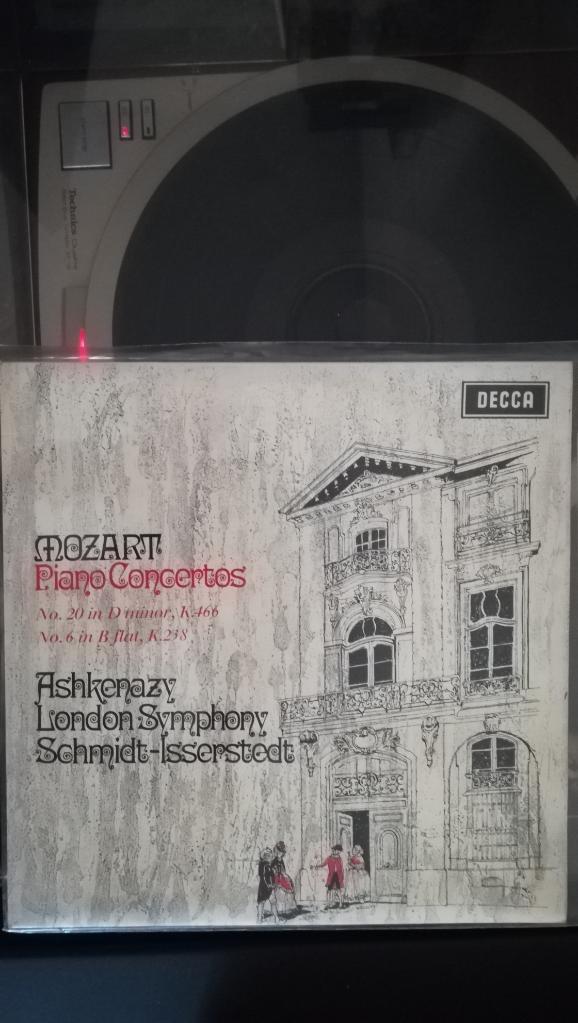 Technics
DECCA
MOZART
Piano Concertos
No. 20 in D minor, K.466
No. 6 in B flat, K.238
Ashkenazy
London Symphony
Schmidt-Isserstedt